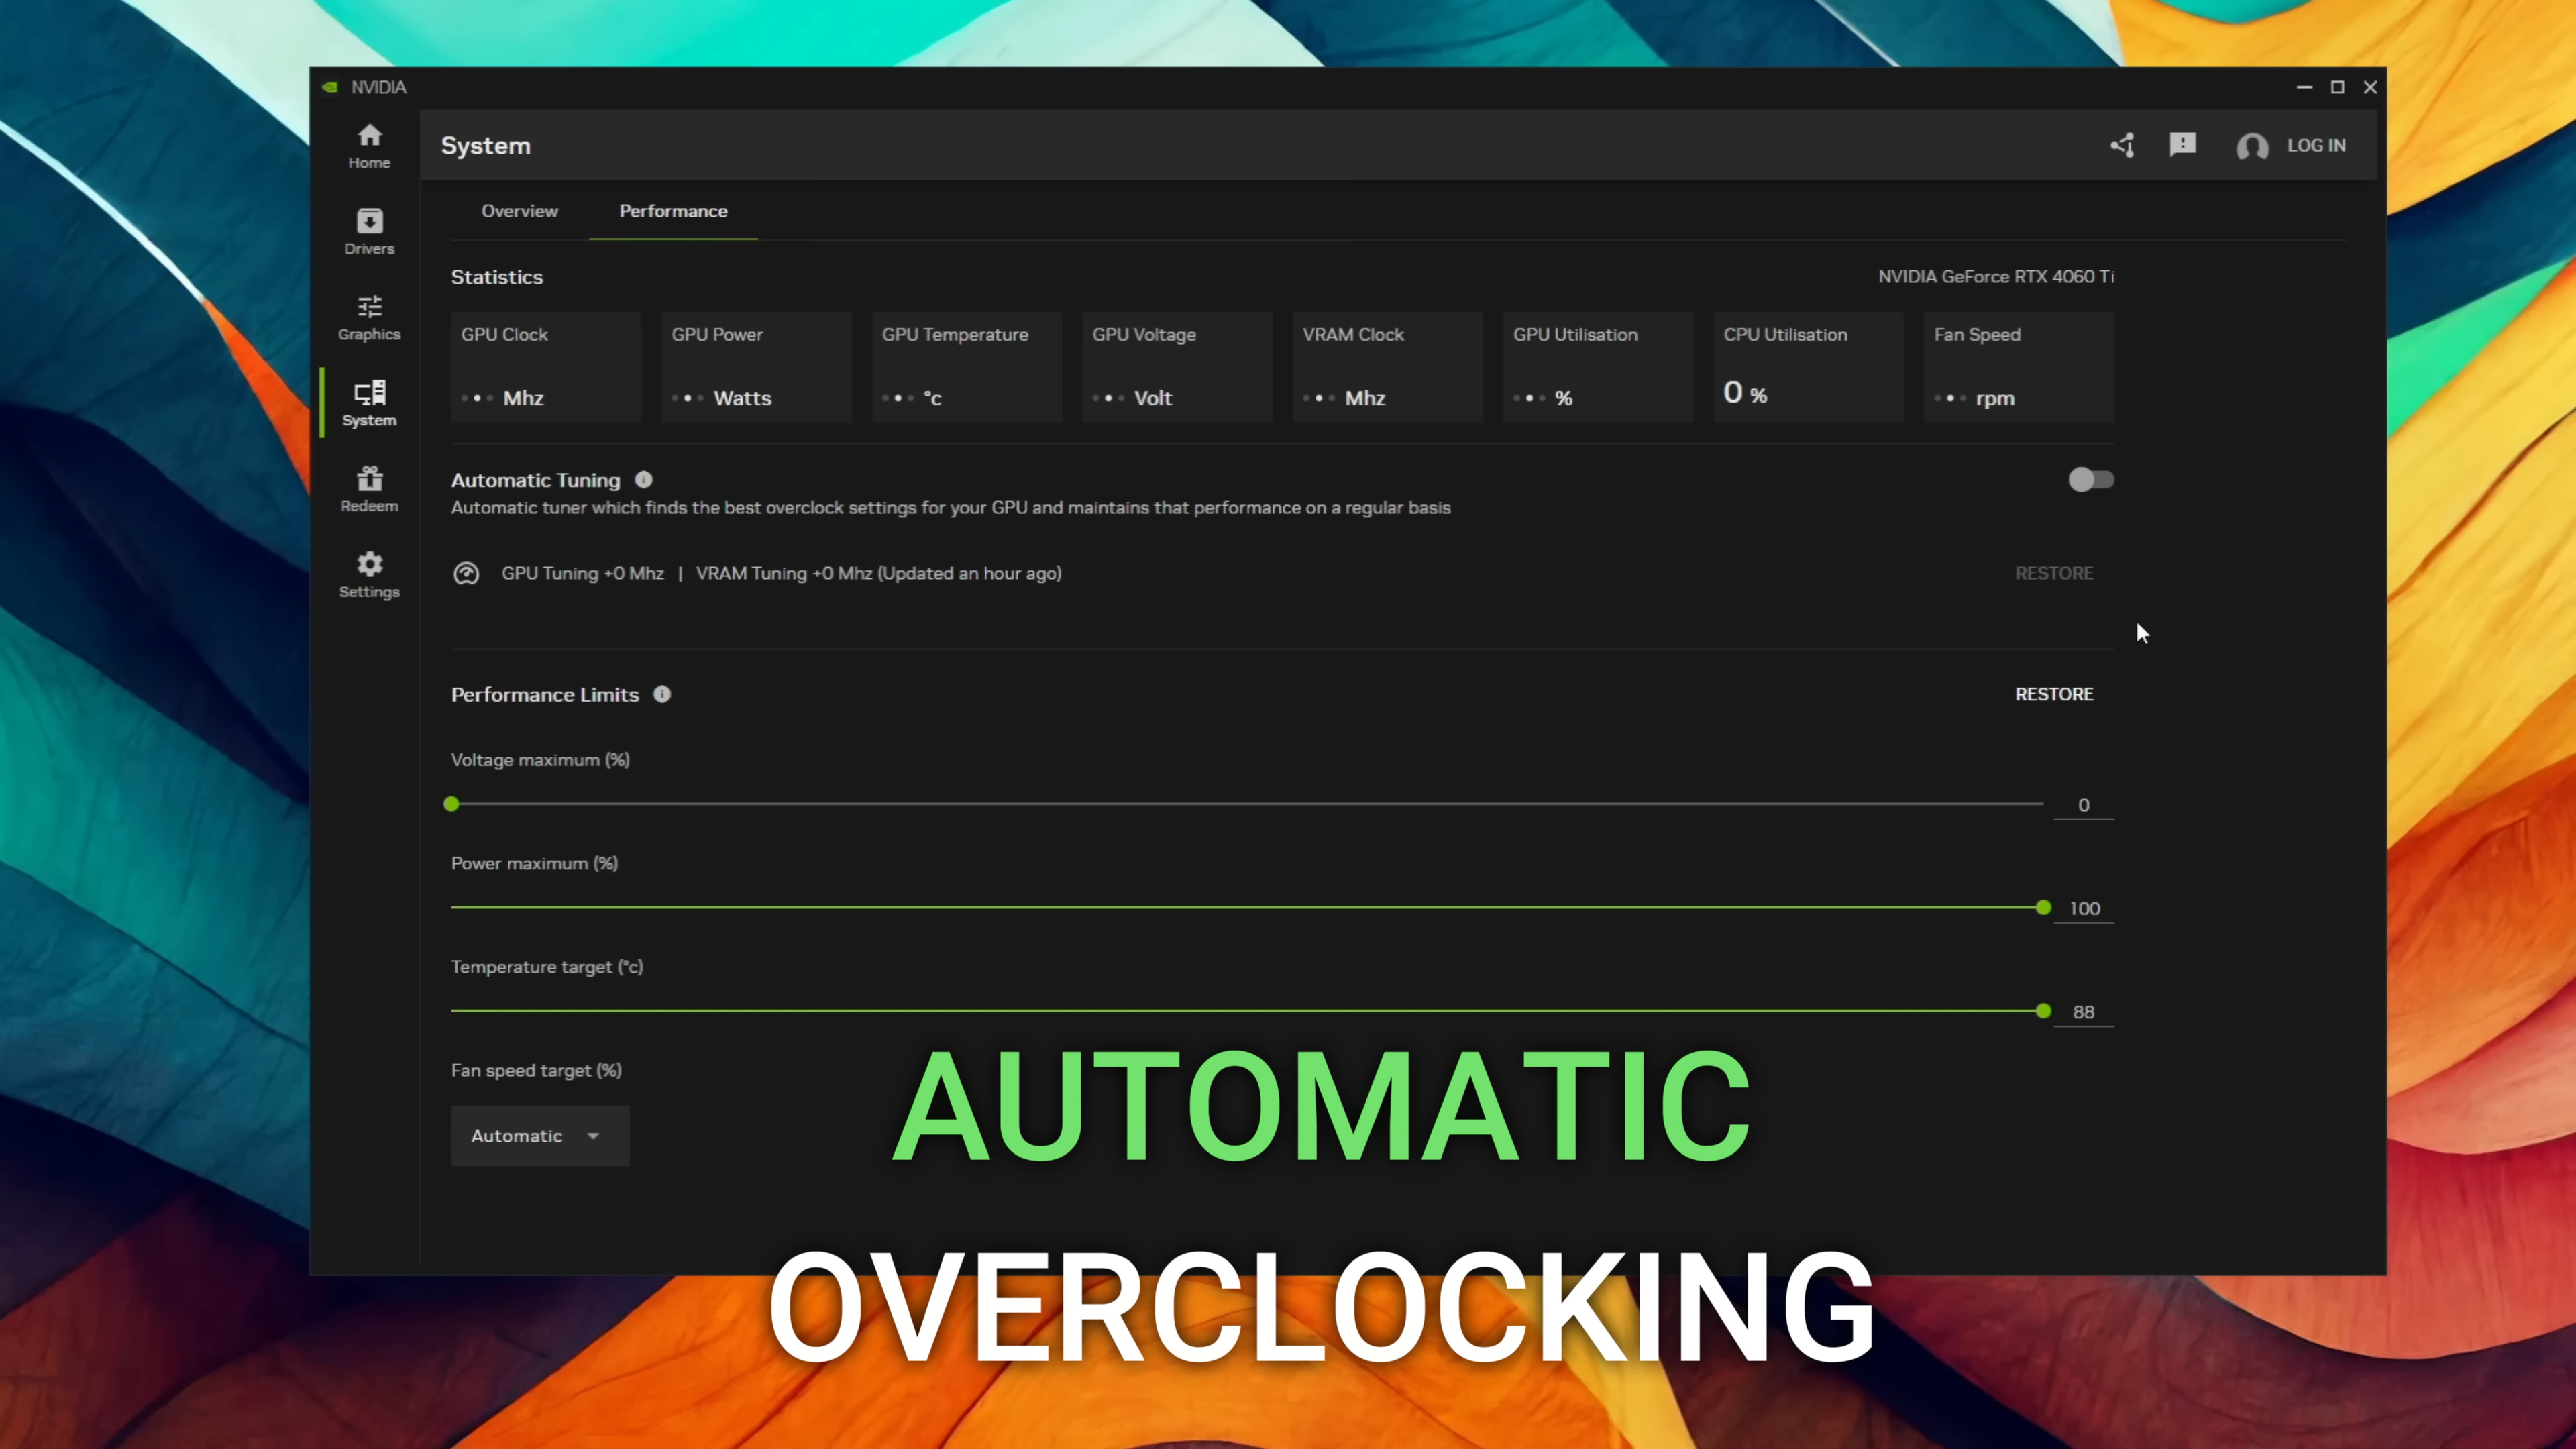 NVIDIA
Home
Drivers
Graphics
System
Redeem
Settings
System
LOG IN
Overview Performance
Statistics NVIDIA GeForce RTX 4060 Ti
GPU Clock GPU Power GPU Temperature GPU Voltage VRAM Clock GPU Utilisation CPU Utilisation Fan Speed
Mhz Watts °c Volt Mhz % 0 % rpm
Automatic Tuning
Automatic tuner which finds the best overclock settings for your GPU and maintains that performance on a regular basis
GPU Tuning +0 Mhz | VRAM Tuning +0 Mhz (Updated an hour ago) RESTORE
Performance Limits RESTORE
Voltage maximum (%)
0
Power maximum (%)
100
Temperature target (°c)
88
Fan speed target (%)
Automatic
AUTOMATIC
OVERCLOCKING